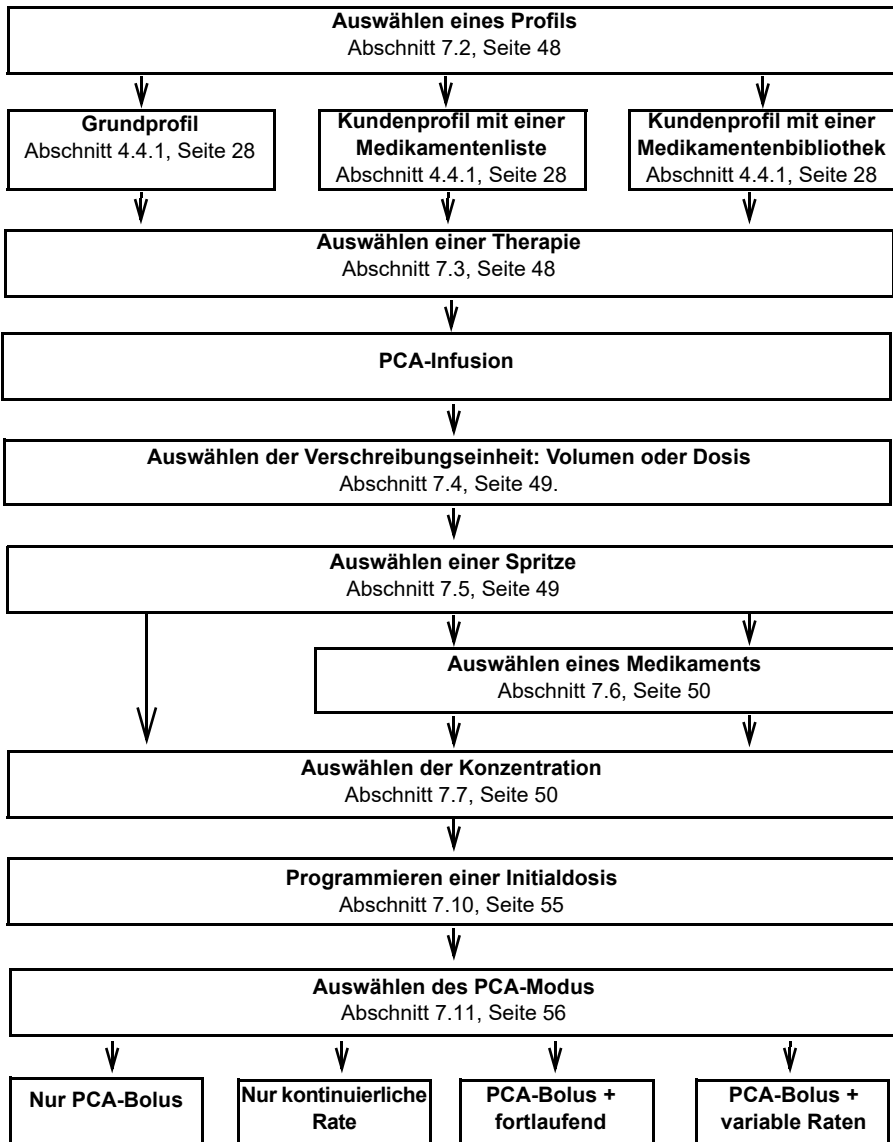 Auswählen eines Profils
Abschnitt 7.2, Seite 48
Grundprofil
Abschnitt 4.4.1, Seite 28
Kundenprofil mit einer
Medikamentenliste
Abschnitt 4.4.1, Seite 28
Kundenprofil mit einer
Medikamentenbibliothek
Abschnitt 4.4.1, Seite 28
Auswählen einer Therapie
Abschnitt 7.3, Seite 48
PCA-Infusion
Auswählen der Verschreibungseinheit: Volumen oder Dosis
Abschnitt 7.4, Seite 49.
Auswählen einer Spritze
Abschnitt 7.5, Seite 49
Auswählen eines Medikaments
Abschnitt 7.6, Seite 50
Auswählen der Konzentration
Abschnitt 7.7, Seite 50
Programmieren einer Initialdosis
Abschnitt 7.10, Seite 55
Auswählen des PCA-Modus
Abschnitt 7.11, Seite 56
Nur PCA-Bolus
Nur kontinuierliche
Rate
PCA-Bolus +
fortlaufend
PCA-Bolus +
variable Raten